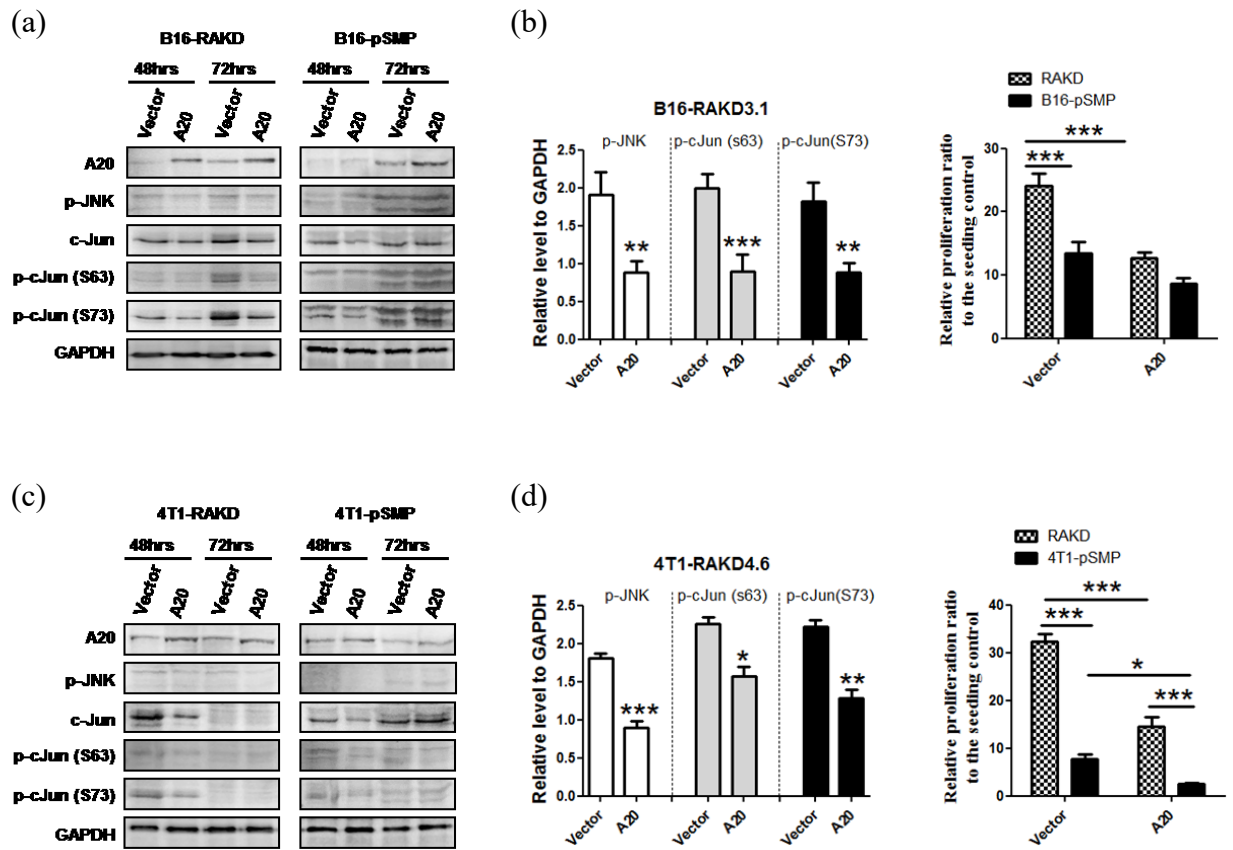 (a)
B16-RAKD B16-pSMP
48hrs 72hrs 48hrs 72hrs
Vector A20 Vector A20 Vector A20 Vector A20
A20
p-JNK
c-Jun
p-cJun (S63)
p-cJun (S73)
GAPDH
(b)
B16-RAKD3.1
p-JNK p-cJun (s63) p-cJun(S73)
Relative level to GAPDH
2.5
2.0
1.5
1.0
0.5
0.0
** *** **
Vector A20 Vector A20 Vector A20
RAKD
B16-pSMP
Relative proliferation ratio
to the seeding control
30
20
10
0
***
***
Vector A20
(c)
4T1-RAKD 4T1-pSMP
48hrs 72hrs 48hrs 72hrs
Vector A20 Vector A20 Vector A20 Vector A20
A20
p-JNK
c-Jun
p-cJun (S63)
p-cJun (S73)
GAPDH
(d)
4T1-RAKD4.6
p-JNK p-cJun (s63) p-cJun(S73)
Relative level to GAPDH
2.5
2.0
1.5
1.0
0.5
0.0
*** * **
Vector A20 Vector A20 Vector A20
RAKD
4T1-pSMP
Relative proliferation ratio
to the seeding control
40
30
20
10
0
***
***
*
***
Vector A20